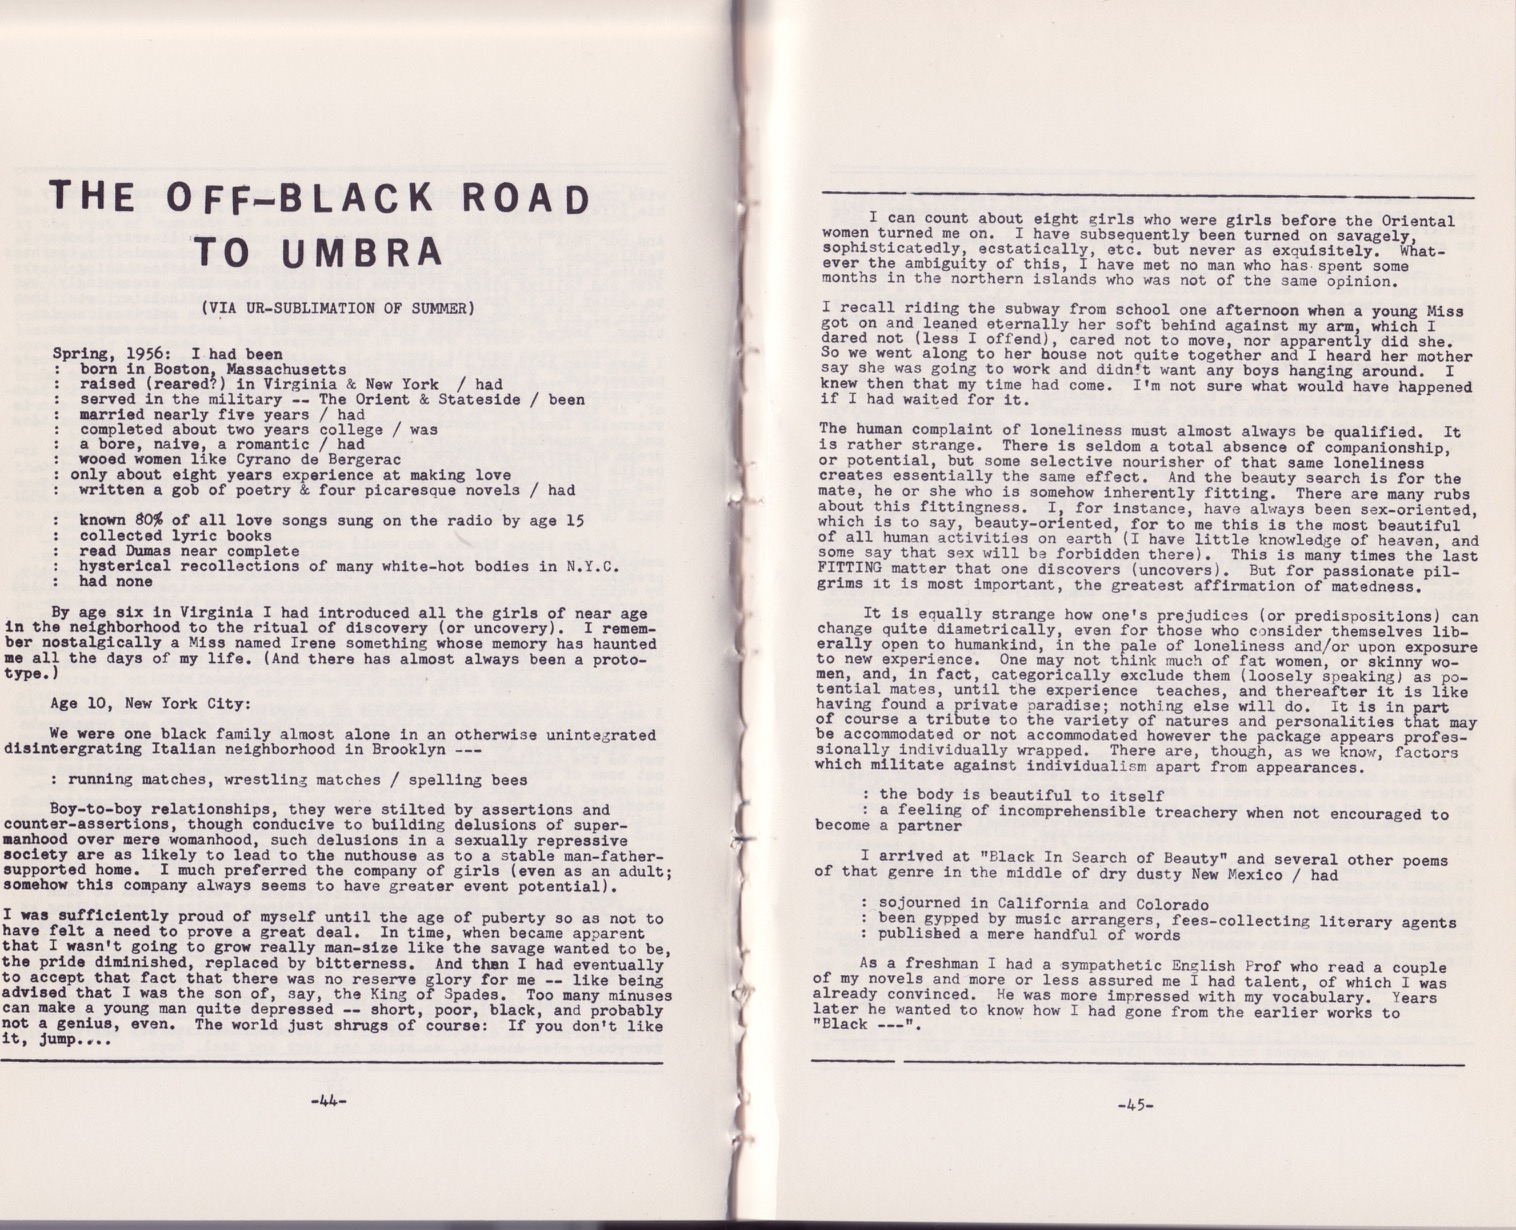 THE OFF-BLACK ROAD
TO UMBRA
(VIA UR-SUBLIMATION OF SUMMER)
Spring, 1956:  I had been
:  born in Boston, Massachusetts
:  raised (reared?) in Virginia & New York  / had
:  served in the military -- The Orient & Stateside / been
:  married nearly five years / had
:  completed about two years college / was
:  a bore, naive, a romantic / had
:  wooed women like Cyrano de Bergerac
: only about eight years experience at making love
:  written a gob of poetry & four picaresque novels / had
:  known 80% of all love songs sung on the radio by age 15
:  collected lyric books
:  read Dumas near complete
:  hysterical recollections of many white-hot bodies in N.Y.C.
:  had none
By age six in Virginia I had introduced all the girls of near age
in the neighborhood to the ritual of discovery (or uncovery).  I remem-
ber nostalgically a Miss named Irene something whose memory has haunted
me all the days of my life. (And there has almost always been a proto-
type.)
Age 10, New York City:
We were one black family almost alone in an otherwise unintegrated
disintergrating Italian neighborhood in Brooklyn ---
: running matches, wrestling matches / spelling bees
Boy-to-boy relationships, they were stilted by assertions and
counter-assertions, though conducive to building delusions of super-
manhood over mere womanhood, such delusions in a sexually repressive
society are as likely to lead to the nuthouse as to a stable man-father-
supported home.  I much preferred the company of girls (even as an adult;
somehow this company always seems to have greater event potential).
I was sufficiently proud of myself until the age of puberty so as not to
have felt a need to prove a great deal.  In time, when became apparent
that I wasn't going to grow really man-size like the savage wanted to be,
the pride diminished, replaced by bitterness.  And then I had eventually
to accept that fact that there was no reserve glory for me -- like being
advised that I was the son of, say, the King of Spades.  Too many minuses
can make a young man quite depressed -- short, poor, black, and probably
not a genius, even.  The world just shrugs of course:  If you don't like
it, jump....
-44-
I can count about eight girls who were girls before the Oriental
women turned me on.  I have subsequently been turned on savagely,
sophisticatedly, ecstatically, etc. but never as exquisitely.  What-
ever the ambiguity of this, I have met no man who has spent some
months in the northern islands who was not of the same opinion.
I recall riding the subway from school one afternoon when a young Miss
got on and leaned eternally her soft behind against my arm, which I
dared not (less I offend), cared not to move, nor apparently did she.
So we went along to her house not quite together and I heard her mother
say she was going to work and didn't want any boys hanging around.  I
knew then that my time had come.  I'm not sure what would have happened
if I had waited for it.
The human complaint of loneliness must almost always be qualified.  It
is rather strange.  There is seldom a total absence of companionship,
or potential, but some selective nourisher of that same loneliness
creates essentially the same effect.  And the beauty search is for the
mate, he or she who is somehow inherently fitting.  There are many rubs
about this fittingness.  I, for instance, have always been sex-oriented,
which is to say, beauty-oriented, for to me this is the most beautiful
of all human activities on earth (I have little knowledge of heaven, and
some say that sex will be forbidden there).  This is many times the last
FITTING matter that one discovers (uncovers).  But for passionate pil-
grims it is most important, the greatest affirmation of matedness.
It is equally strange how one's prejudices (or predispositions) can
change quite diametrically, even for those who consider themselves lib-
erally open to humankind, in the pale of loneliness and/or upon exposure
to new experience.  One may not think much of fat women, or skinny wo-
men, and, in fact, categorically exclude them (loosely speaking) as po-
tential mates, until the experience  teaches, and thereafter it is like
having found a private paradise; nothing else will do.  It is in part
of course a tribute to the variety of natures and personalities that may
be accommodated or not accommodated however the package appears profes-
sionally individually wrapped.  There are, though, as we know, factors
which militate against individualism apart from appearances.
: the body is beautiful to itself
: a feeling of incomprehensible treachery when not encouraged to
become a partner
I arrived at "Black In Search of Beauty" and several other poems
of that genre in the middle of dry dusty New Mexico / had
: sojourned in California and Colorado
: been gypped by music arrangers, fees-collecting literary agents
: published a mere handful of words
As a freshman I had a sympathetic English Prof who read a couple
of my novels and more or less assured me I had talent, of which I was
already convinced.  He was more impressed with my vocabulary.  Years
later he wanted to know how I had gone from the earlier works to
"Black ---".
-45-